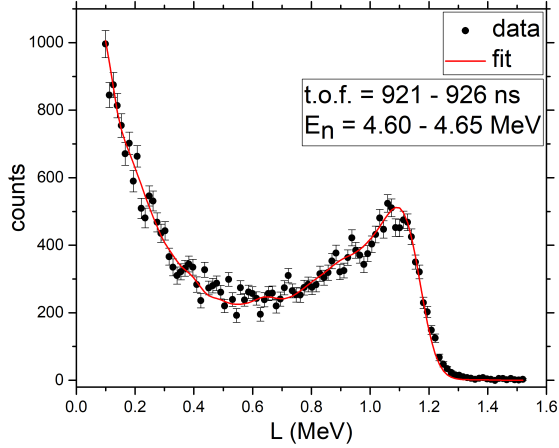 data
fit
t.o.f. = 921 - 926 ns
En = 4.60 - 4.65 MeV
counts
1000
800
600
400
200
0
0.0 0.2 0.4 0.6 0.8 1.0 1.2 1.4 1.6
L (MeV)